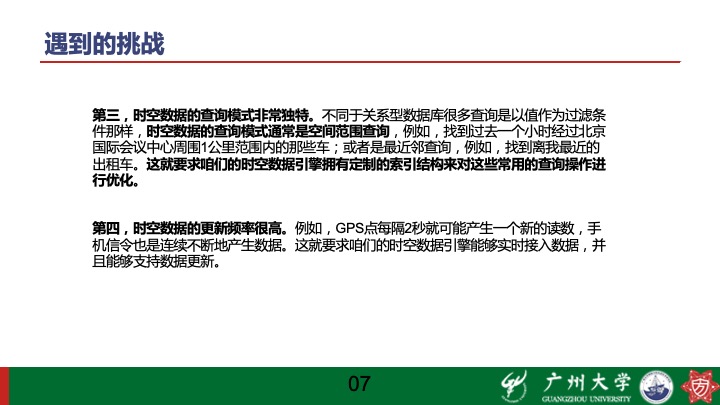 遇到的挑战
第三，时空数据的查询模式非常独特。不同于关系型数据库很多查询是以值作为过滤条
件那样，时空数据的查询模式通常是空间范围查询，例如，找到过去一个小时经过北京
国际会议中心周围1公里范围内的那些车；或者是最近邻查询，例如，找到离我最近的
出租车。这就要求咱们的时空数据引擎拥有定制的索引结构来对这些常用的查询操作进
行优化。
第四，时空数据的更新频率很高。例如，GPS点每隔2秒就可能产生一个新的读数，手
机信令也是连续不断地产生数据。这就要求咱们的时空数据引擎能够实时接入数据，并
且能够支持数据更新。
07
广州大学
GUANGZHOU UNIVERSITY